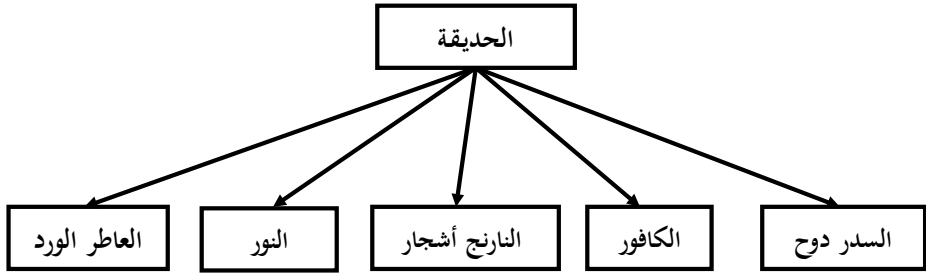 الحديقة
السدر دوح
الكافور
النارنج أشجار
النور
العاطر الورد